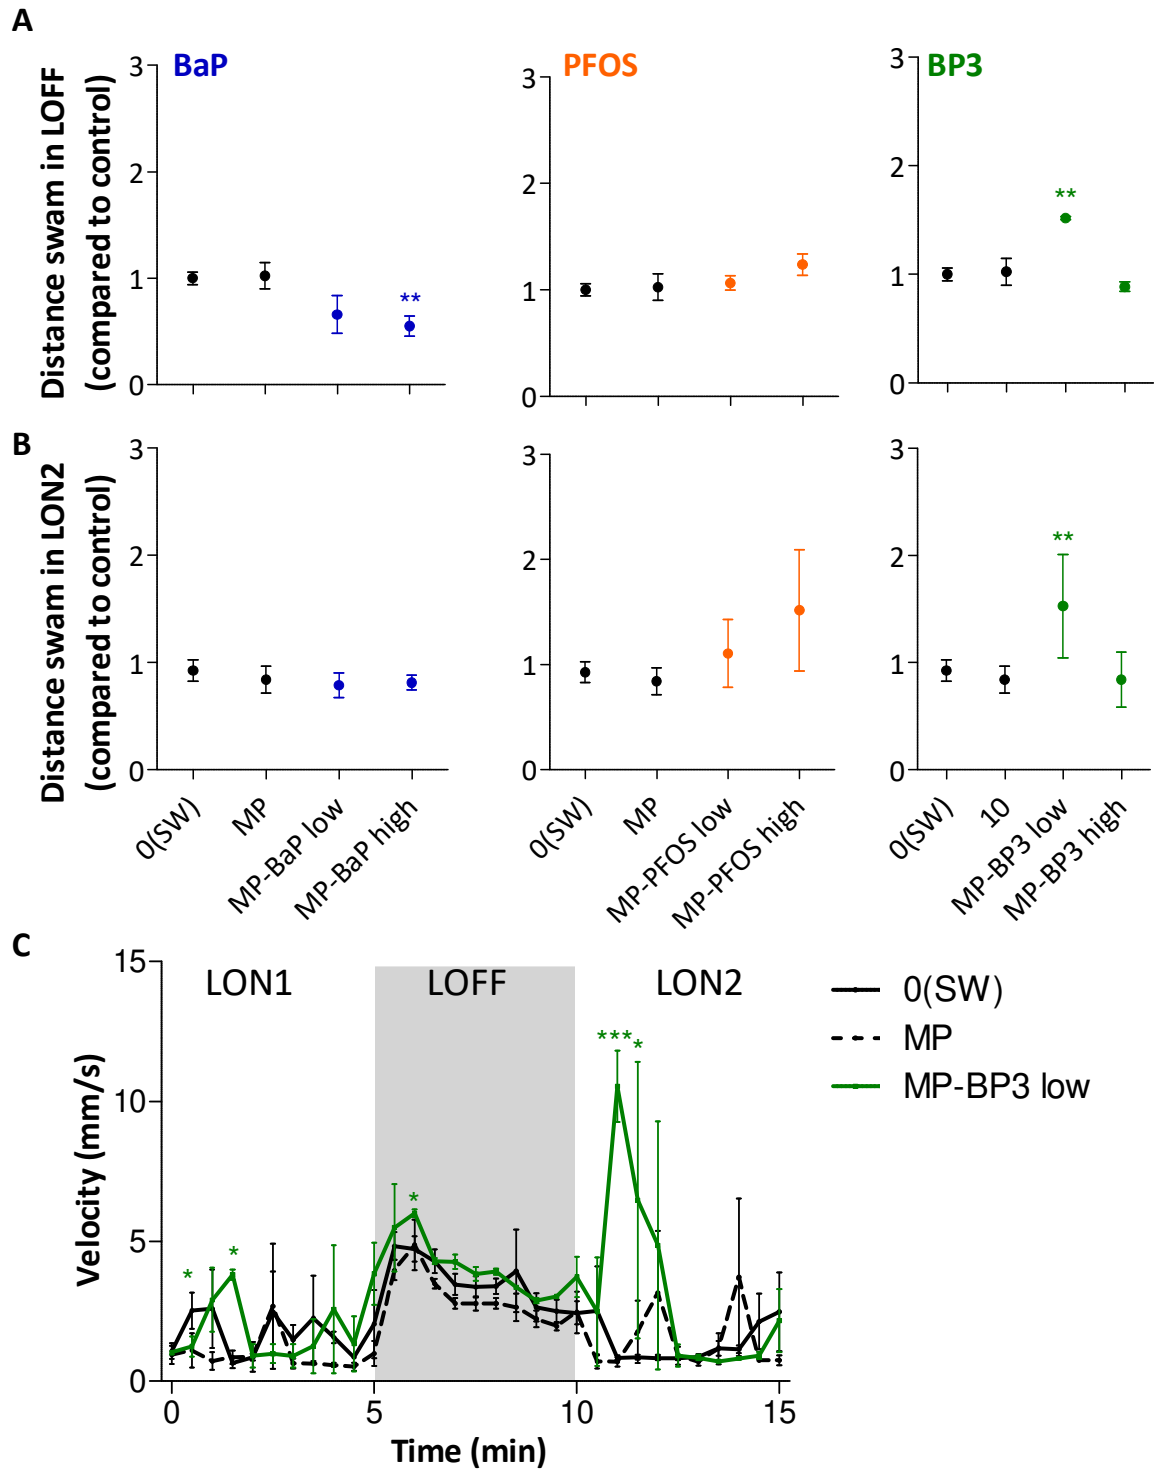 A
BaP
PFOS
BP3
Distance swam in LOFF
(compared to control)
3
2
1
0
**
3
2
1
0
3
2
1
0
**
B
Distance swam in LON2
(compared to control)
3
2
1
0
3
2
1
0
3
2
1
0
**
0(SW)
MP
MP-BaP low
MP-BaP high
0(SW)
MP
MP-PFOS low
MP-PFOS high
0(SW)
10
MP-BP3 low
MP-BP3 high
C
LON1
LOFF
LON2
Velocity (mm/s)
15
10
5
0
*
*
*
***
*
0
5
10
15
Time (min)
0(SW)
MP
MP-BP3 low